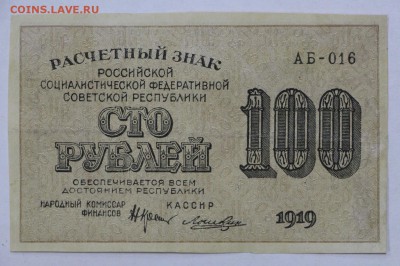 COINS.LAVE.RU
РАСЧЕТНЫЙ ЗНАК
РОССИЙСКОЙ
СОЦИАЛИСТИЧЕСКОЙ ФЕДЕРАТИВНОЙ
СОВЕТСКОЙ РЕСПУБЛИКИ
АБ-016
СТО
РУБЛЕЙ
100
ОБЕСПЕЧИВАЕТСЯ ВСЕМ
ДОСТОЯНИЕМ РЕСПУБЛИКИ
НАРОДНЫЙ КОМИССАР
ФИНАНСОВ
КАССИР
1919